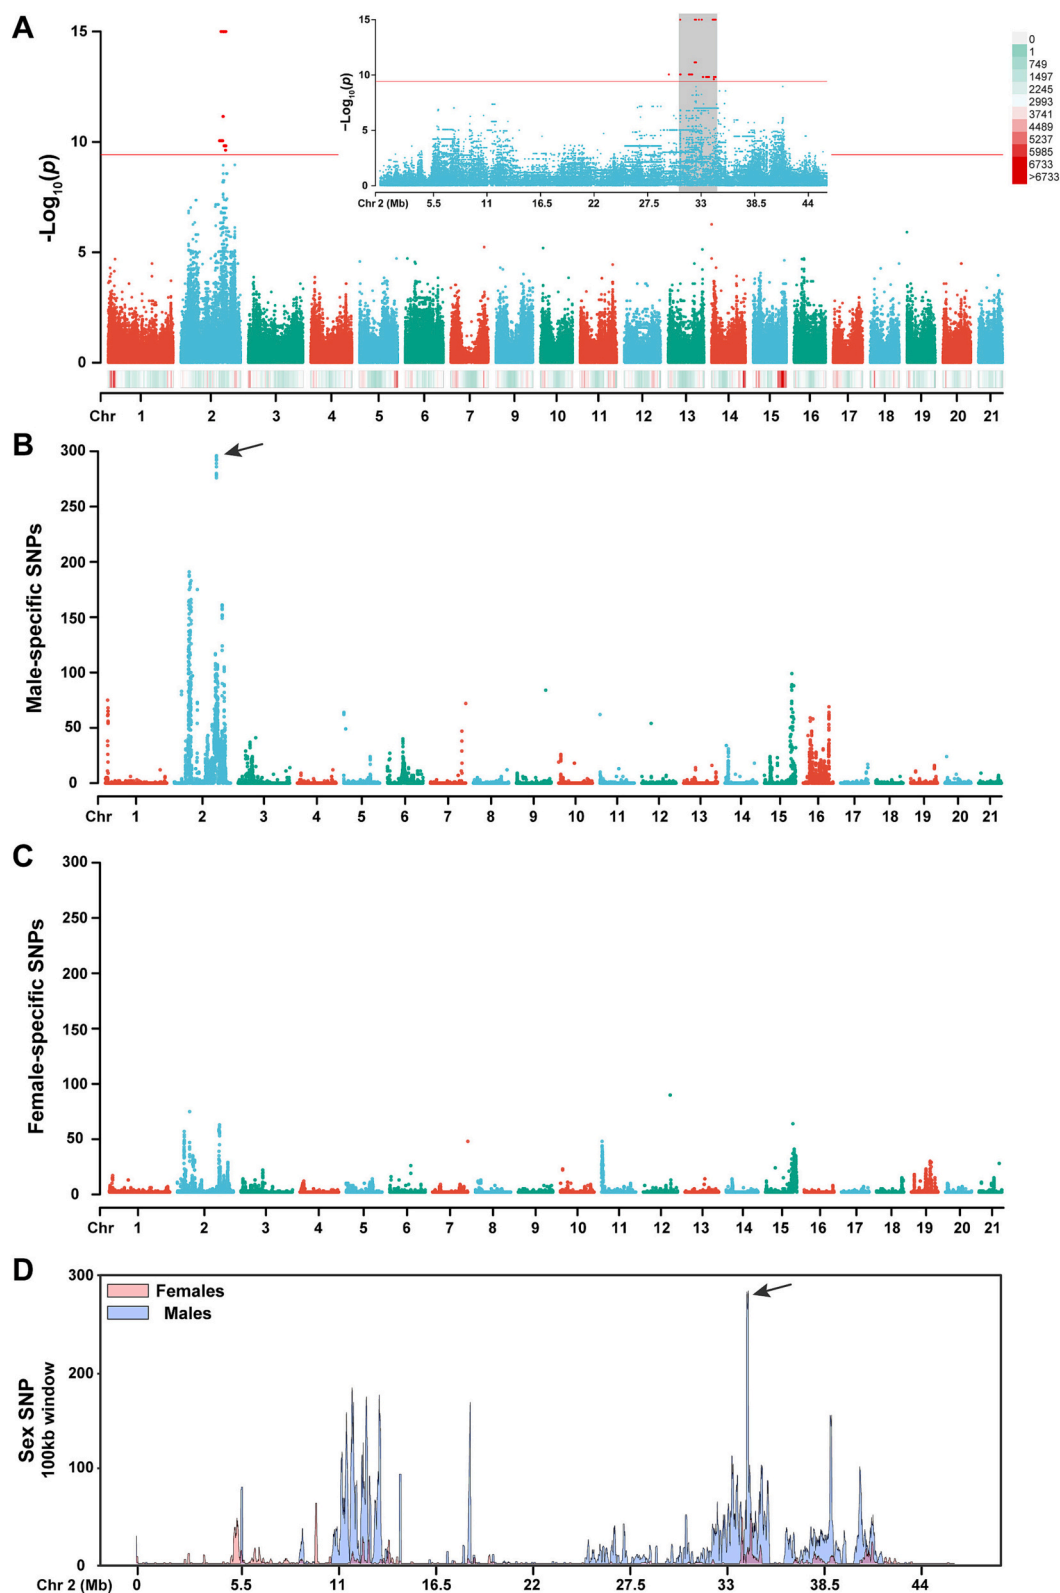 A
-Log10(p)
15
10
5
0
−Log10(p)
15
10
5
0
Chr 2 (Mb) 5.5 11 16.5 22 27.5 33 38.5 44
0
1
749
1497
2245
2993
3741
4489
5237
5985
6733
>6733
Chr 1 2 3 4 5 6 7 9 10 11 12 13 14 15 16 17 18 19 20 21
B
Male-specific SNPs
300
250
200
150
100
50
0
Chr 1 2 3 4 5 6 7 8 9 10 11 12 13 14 15 16 17 18 19 20 21
C
Female-specific SNPs
300
250
200
150
100
50
0
Chr 1 2 3 4 5 6 7 8 9 10 11 12 13 14 15 16 17 18 19 20 21
D
Sex SNP
100kb window
300
200
100
0
Females
Males
Chr 2 (Mb) 0 5.5 11 16.5 22 27.5 33 38.5 44